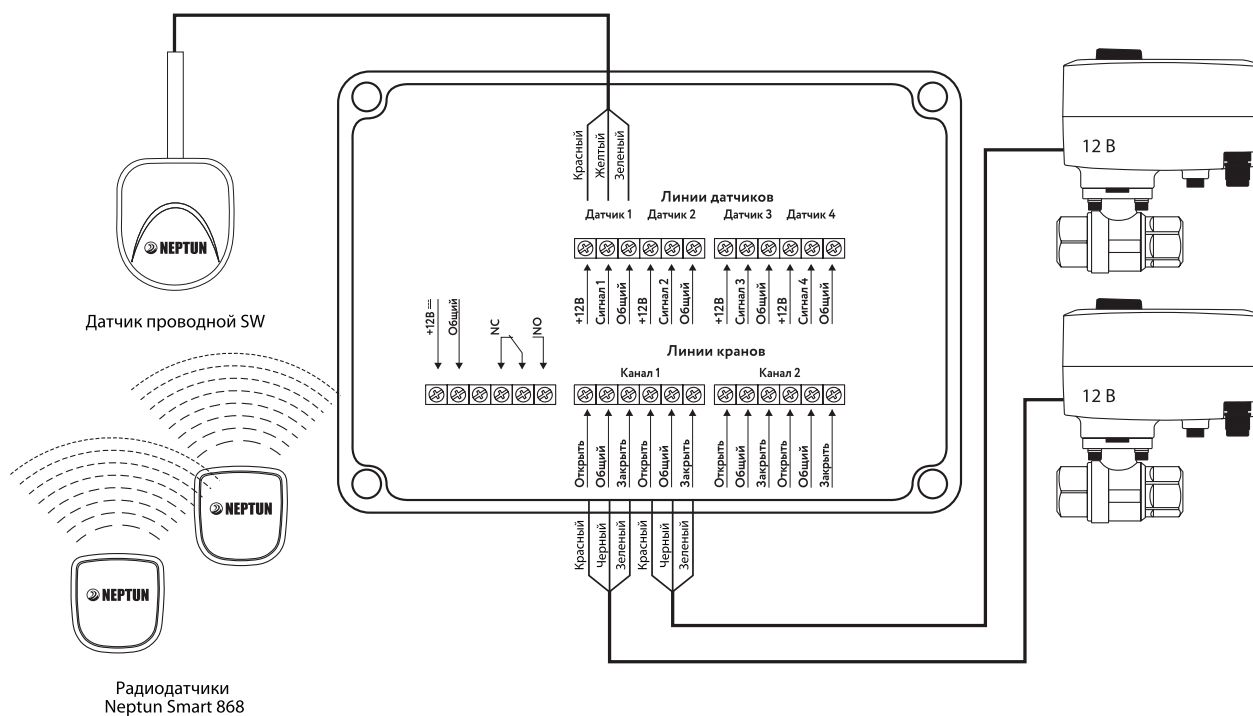 Красный
Желтый
Зеленый
12 В
Линии датчиков
Датчик 1
Датчик 2
Датчик 3
Датчик 4
NEPTUN
Датчик проводной SW
+12В
Сигнал 1
Общий
+12В
Сигнал 2
Общий
+12В
Сигнал 3
Общий
+12В
Сигнал 4
Общий
+12В
Общий
NC
NO
Линии кранов
Канал 1
Канал 2
12 В
Открыть
Общий
Закрыть
Открыть
Общий
Закрыть
Открыть
Общий
Закрыть
Открыть
Общий
Закрыть
NEPTUN
Красный
Черный
Зеленый
Красный
Черный
Зеленый
NEPTUN
Радиодатчики
Neptun Smart 868